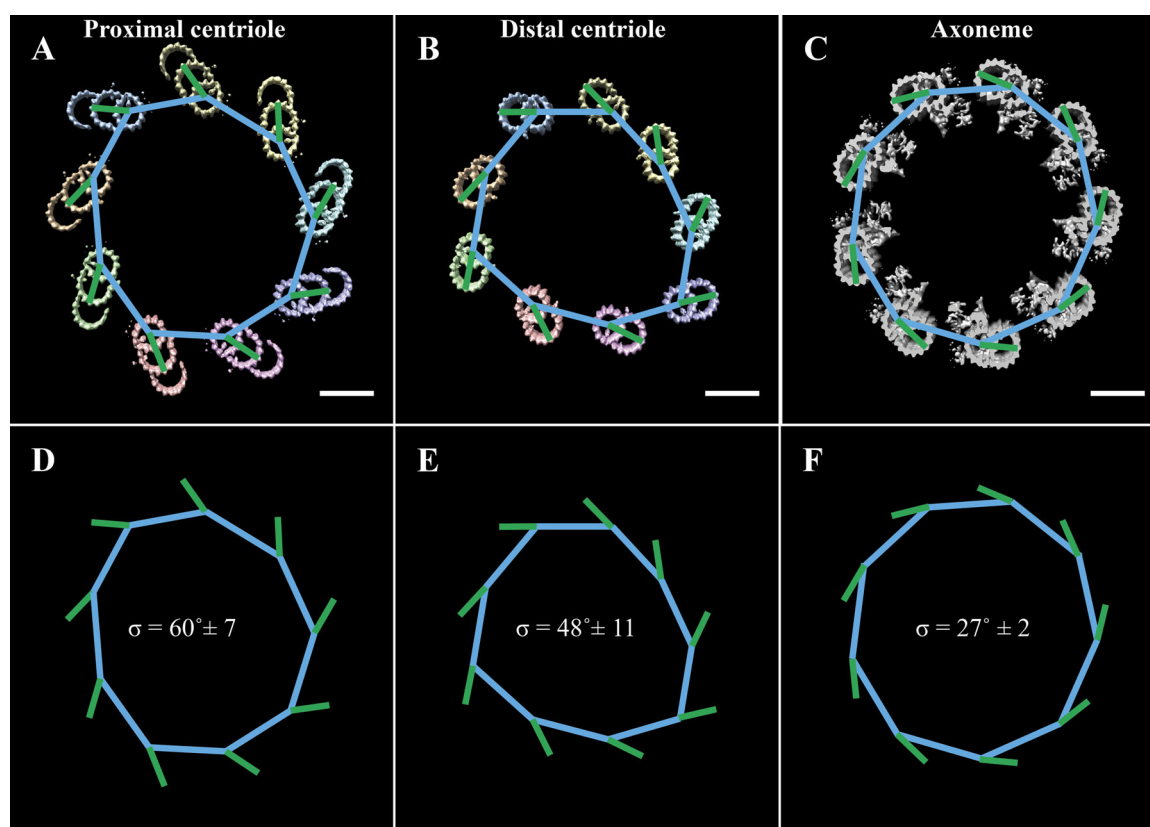 A
Proximal centriole
B
Distal centriole
C
Axoneme
D
σ = 60°± 7
E
σ = 48°± 11
F
σ = 27° ± 2